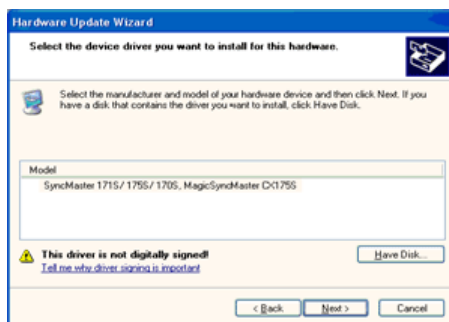 Hardware Update Wizard
Select the device driver you want to install for this hardware.
Select the manufacturer and model of your hardware device and then click Next. If you
have a disk that contains the driver you want to install, click Have Disk.
Model
SyncMaster 171S/ 175S/ 170S, MagicSyncMaster CX175S
This driver is not digitally signed!
Tell me why driver signing is important
Have Disk...
< Back
Next >
Cancel